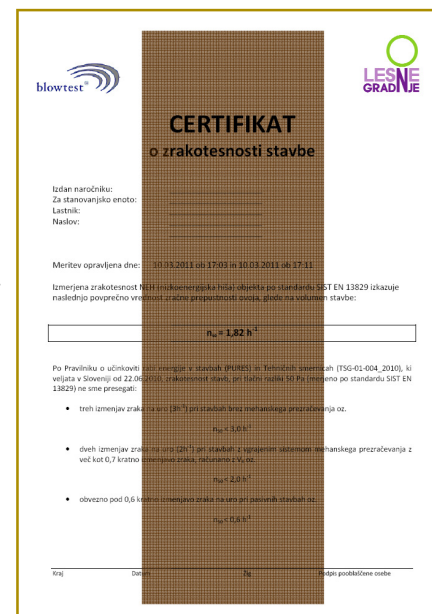 blowtest®
LESNE
GRADNJE
CERTIFIKAT
o zrakotesnosti stavbe
Izdan naročniku:
Za stanovanjsko enoto:
Lastnik:
Naslov:
Meritev opravljena dne: 10.03.2011 ob 17:03 in 10.03.2011 ob 17:11
Izmerjena zrakotesnost NEH (nizkoenergijska hiša) objekta po standardu SIST EN 13829 izkazuje
naslednjo povprečno vrednost zračne prepustnosti ovoja, glede na volumen stavbe:
n₅₀ = 1,82 h⁻¹
Po Pravilniku o učinkoviti rabi energije v stavbah (PURES) in Tehničnih smernicah (TSG-01-004_2010), ki
veljata v Sloveniji od 22.06.2010, zrakotesnost stavb, pri tlačni razliki 50 Pa (merjeno po standardu SIST EN
13829) ne sme presegati:
• treh izmenjav zraka na uro (3h⁻¹) pri stavbah brez mehanskega prezračevanja oz.
n₅₀ < 3,0 h⁻¹
• dveh izmenjav zraka na uro (2h⁻¹) pri stavbah z vgrajenim sistemom mehanskega prezračevanja z
več kot 0,7 kratno izmenjavo zraka, računano z Vₑ oz.
n₅₀ < 2,0 h⁻¹
• obvezno pod 0,6 kratno izmenjavo zraka na uro pri pasivnih stavbah oz.
n₅₀ < 0,6 h⁻¹
Kraj Datum Žig Podpis pooblaščene osebe